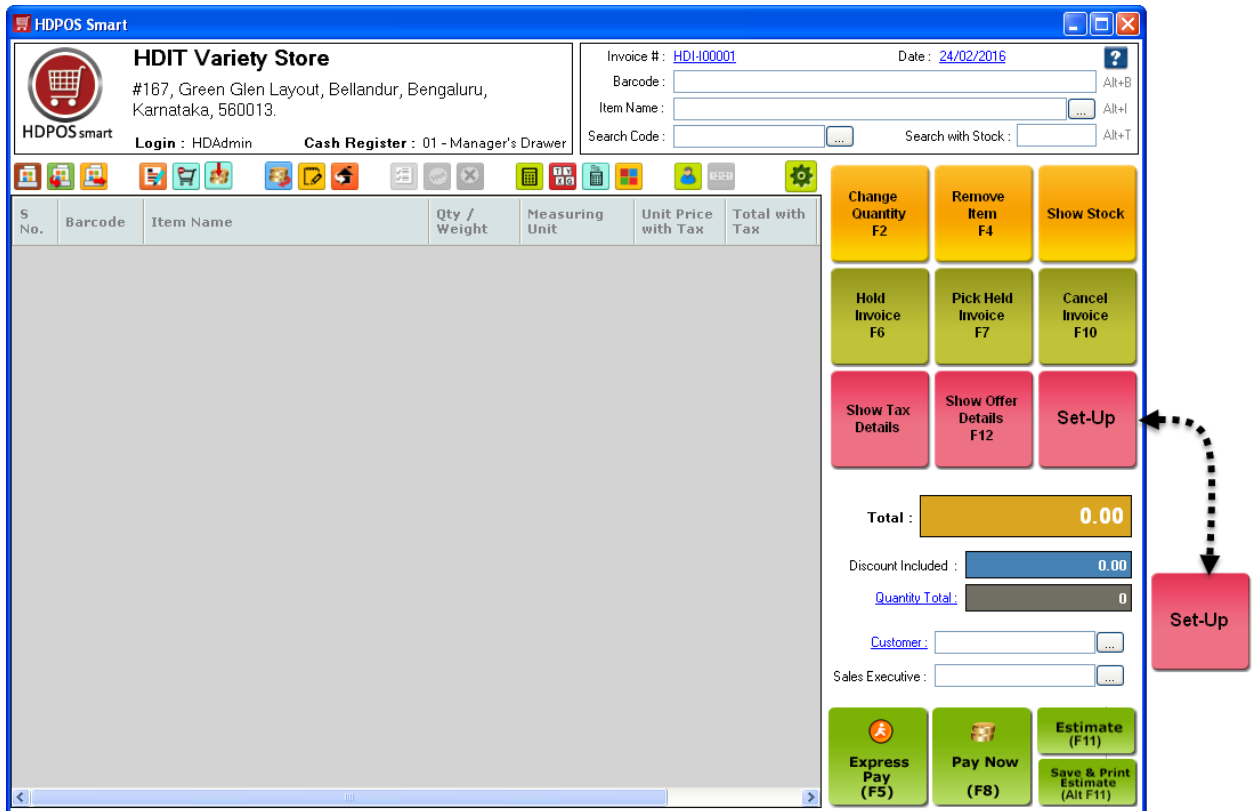 HDPOS Smart
HDPOS smart
HDIT Variety Store
#167, Green Glen Layout, Bellandur, Bengaluru,
Karnataka, 560013.
Login : HDAdmin Cash Register : 01 - Manager's Drawer
Invoice # : HDI-I00001 Date : 24/02/2016 ?
Barcode : Alt+B
Item Name : ... Alt+I
Search Code : ... Search with Stock : Alt+T
S No. Barcode Item Name Qty / Weight Measuring Unit Unit Price with Tax Total with Tax
Change Quantity F2
Remove Item F4
Show Stock
Hold Invoice F6
Pick Held Invoice F7
Cancel Invoice F10
Show Tax Details
Show Offer Details F12
Set-Up
Total : 0.00
Discount Included : 0.00
Quantity Total : 0
Set-Up
Customer : ...
Sales Executive : ...
Express Pay (F5)
Pay Now (F8)
Estimate (F11)
Save & Print Estimate (Alt F11)